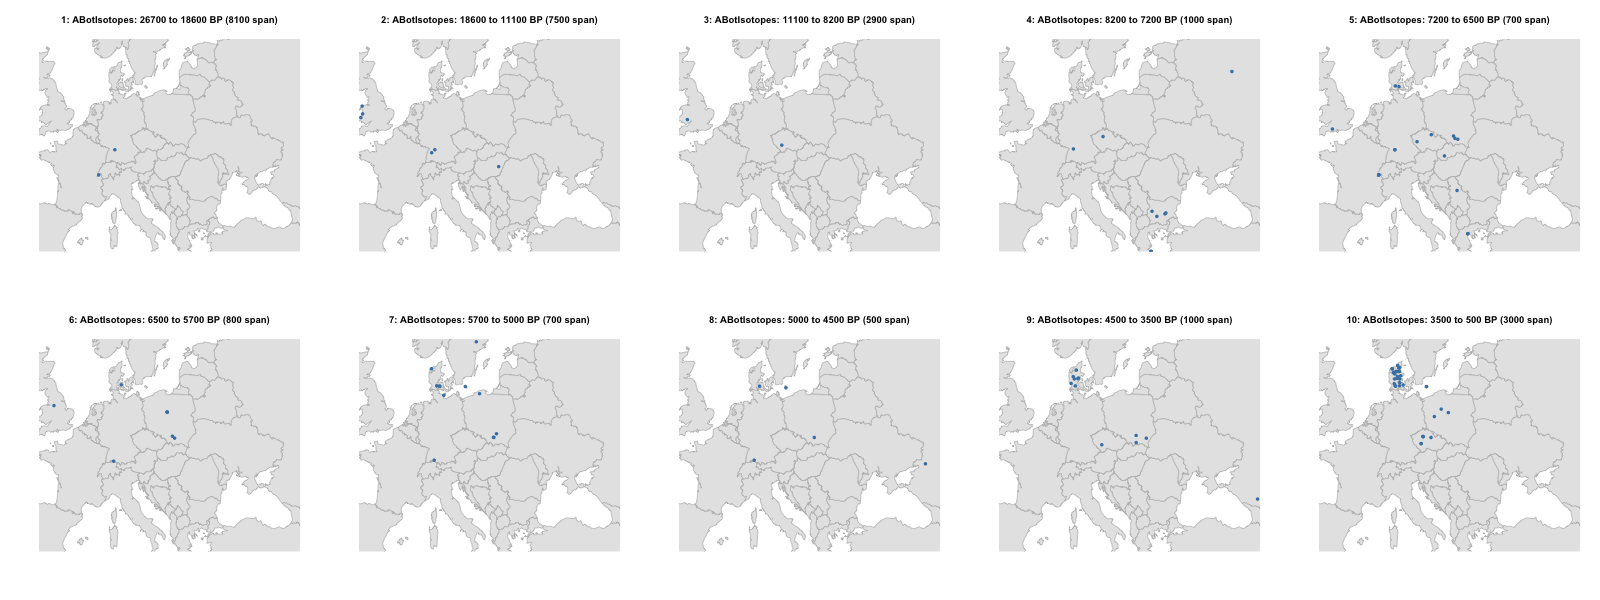 1: ABotIsotopes: 26700 to 18600 BP (8100 span)
2: ABotIsotopes: 18600 to 11100 BP (7500 span)
3: ABotIsotopes: 11100 to 8200 BP (2900 span)
4: ABotIsotopes: 8200 to 7200 BP (1000 span)
5: ABotIsotopes: 7200 to 6500 BP (700 span)
6: ABotIsotopes: 6500 to 5700 BP (800 span)
7: ABotIsotopes: 5700 to 5000 BP (700 span)
8: ABotIsotopes: 5000 to 4500 BP (500 span)
9: ABotIsotopes: 4500 to 3500 BP (1000 span)
10: ABotIsotopes: 3500 to 500 BP (3000 span)